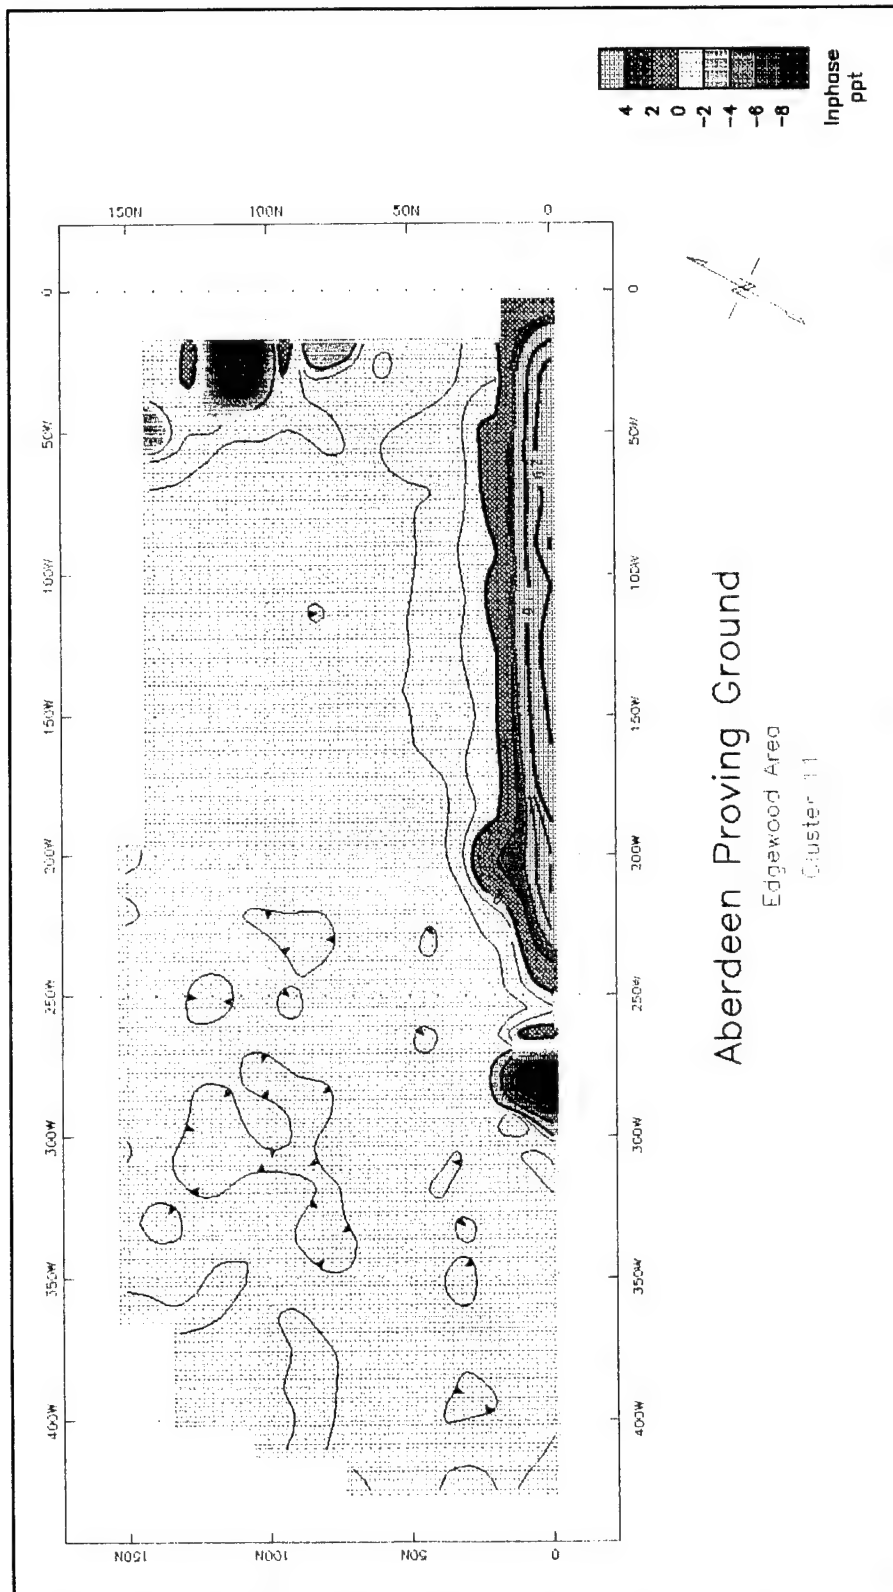 4
2
0
-2
-4
-6
-8
Inphase
ppt
150N
100N
50N
0
0
50W
100W
150W
200W
250W
300W
350W
400W
0
50W
100W
150W
200W
250W
300W
350W
400W
150N
100N
50N
0
Aberdeen Proving Ground
Edgewood Area
Cluster 11